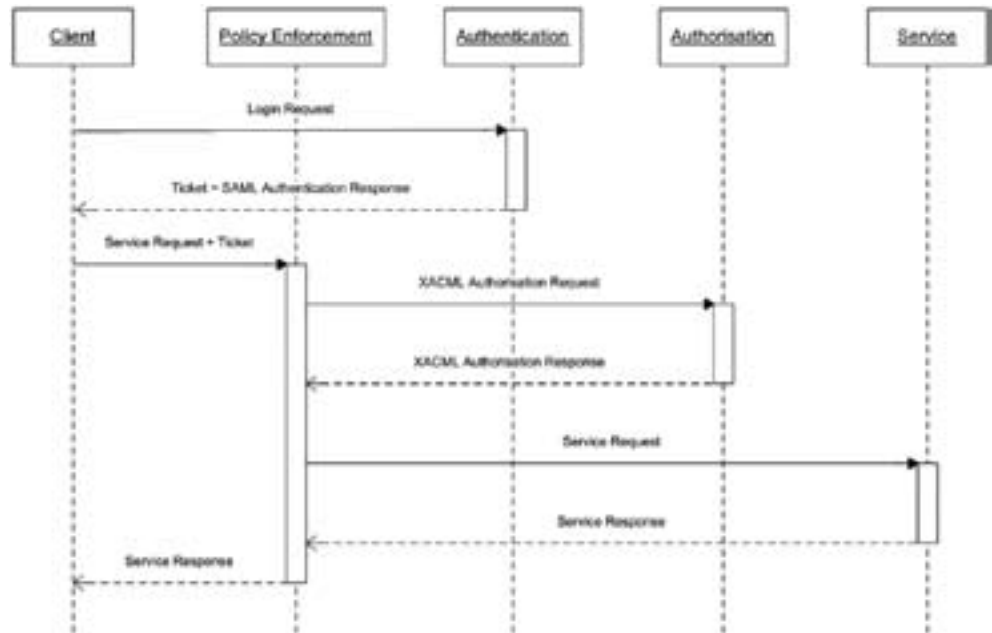 Client
Policy Enforcement
Authentication
Authorisation
Service
Login Request
Ticket = SAML Authentication Response
Service Request + Ticket
XACML Authorisation Request
XACML Authorisation Response
Service Request
Service Response
Service Response